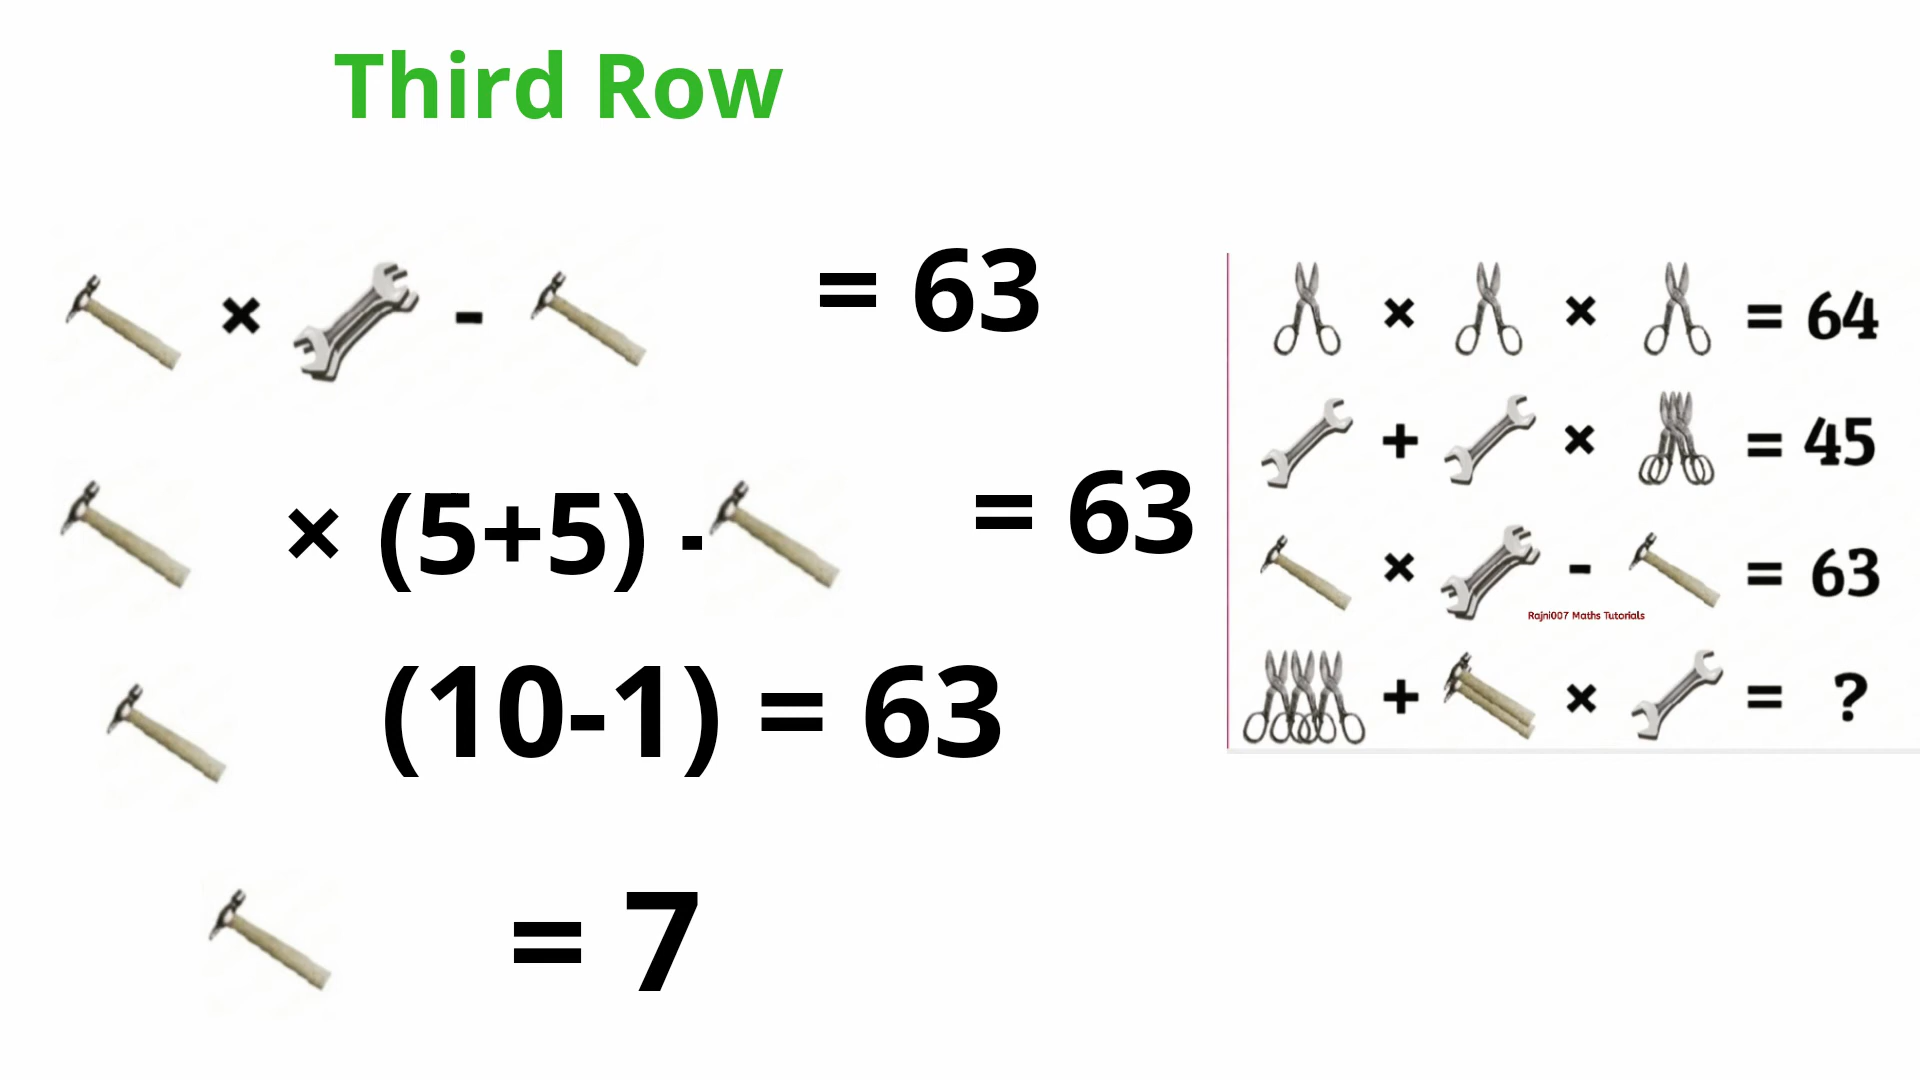 Third Row
× - = 63
× (5+5) - = 63
(10-1) = 63
= 7
× × = 64
+ × = 45
× - = 63
Rajni007 Maths Tutorials
+ × = ?